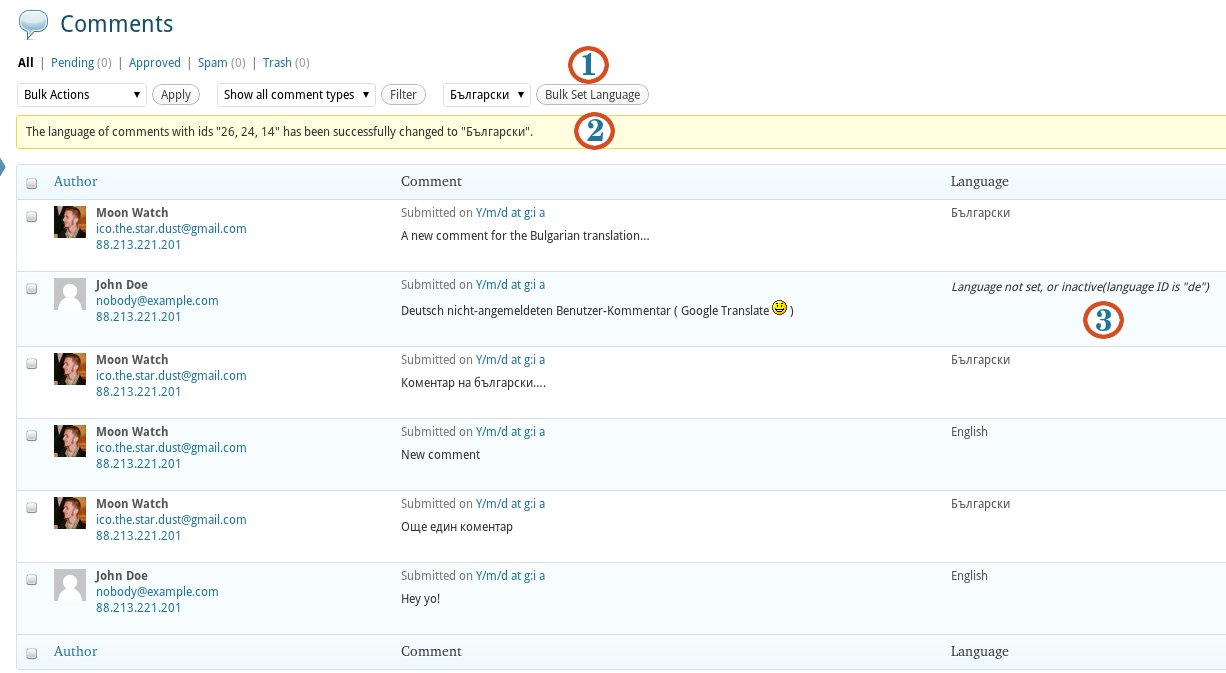 Comments
All | Pending (0) | Approved | Spam (0) | Trash (0)
1
Bulk Actions Apply Show all comment types Filter Български Bulk Set Language
The language of comments with ids "26, 24, 14" has been successfully changed to "Български".
2
Author Comment Language
Moon Watch Submitted on Y/m/d at g:i a Български
ico.the.star.dust@gmail.com
A new comment for the Bulgarian translation...
88.213.221.201
John Doe Submitted on Y/m/d at g:i a Language not set, or inactive(language ID is "de")
nobody@example.com
Deutsch nicht-angemeldeten Benutzer-Kommentar ( Google Translate )
88.213.221.201
3
Moon Watch Submitted on Y/m/d at g:i a Български
ico.the.star.dust@gmail.com
Коментар на български....
88.213.221.201
Moon Watch Submitted on Y/m/d at g:i a English
ico.the.star.dust@gmail.com
New comment
88.213.221.201
Moon Watch Submitted on Y/m/d at g:i a Български
ico.the.star.dust@gmail.com
Още един коментар
88.213.221.201
John Doe Submitted on Y/m/d at g:i a English
nobody@example.com
Hey yo!
88.213.221.201
Author Comment Language